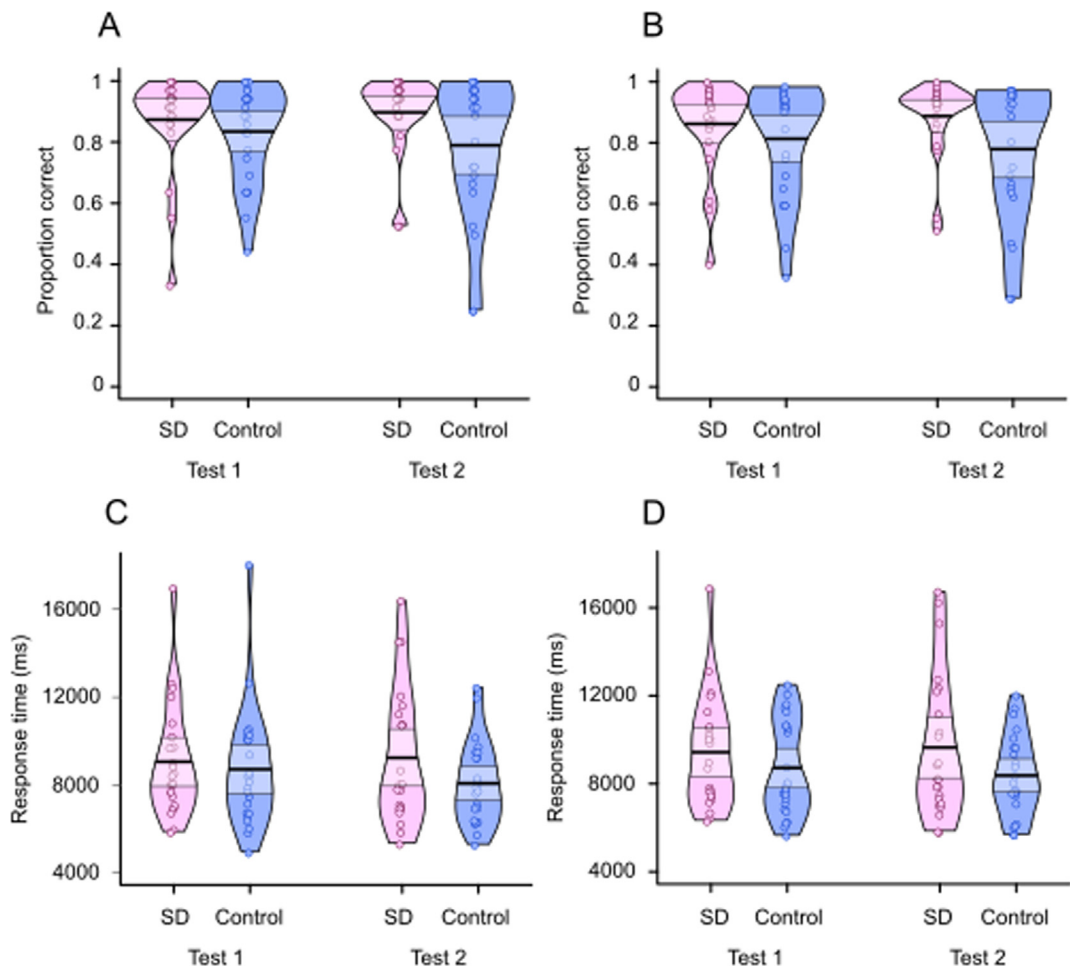 A
B
Proportion correct
1
0.8
0.6
0.4
0.2
0
SD Control SD Control
Test 1 Test 2
Proportion correct
1
0.8
0.6
0.4
0.2
0
SD Control SD Control
Test 1 Test 2
C
D
Response time (ms)
16000
12000
8000
4000
SD Control SD Control
Test 1 Test 2
Response time (ms)
16000
12000
8000
4000
SD Control SD Control
Test 1 Test 2